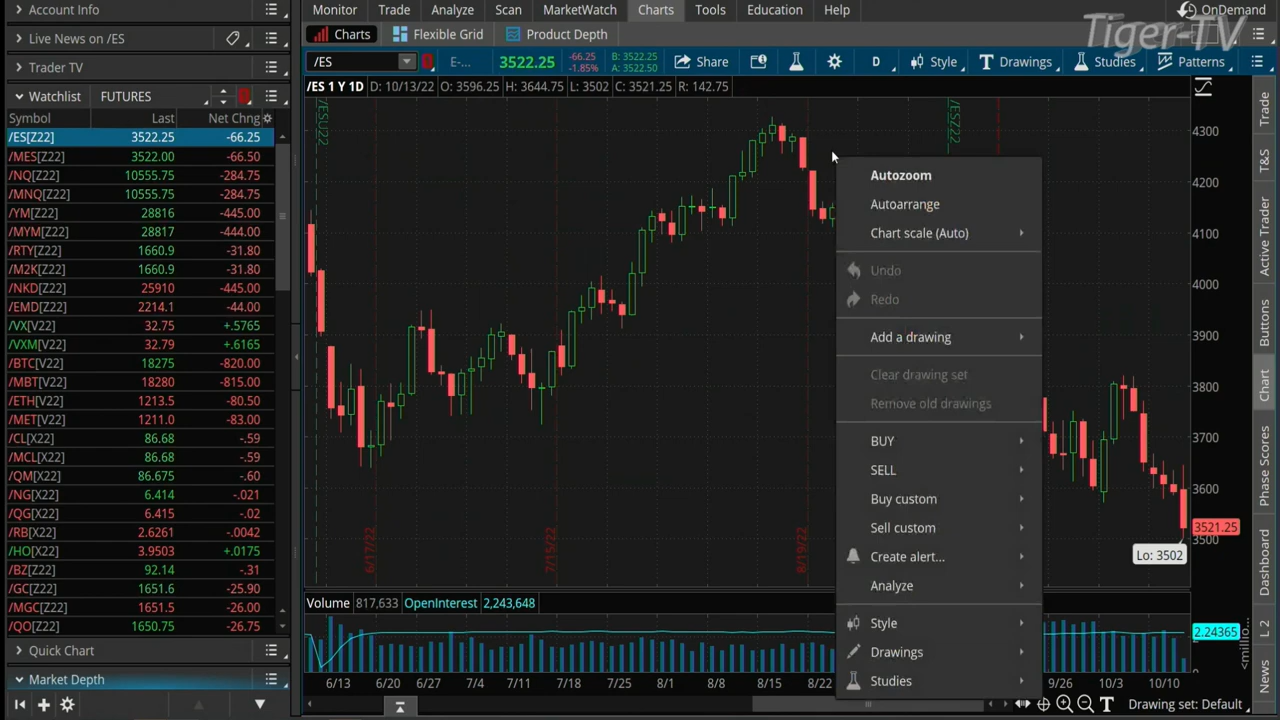 Account Info
Live News on /ES
Trader TV
Watchlist FUTURES
Symbol Last Net Chng
/ES[Z22] 3522.25 -66.25
/MES[Z22] 3522.00 -66.50
/NQ[Z22] 10555.75 -284.75
/MNQ[Z22] 10555.75 -284.75
/YM[Z22] 28816 -445.00
/MYM[Z22] 28817 -445.00
/RTY[Z22] 1660.9 -31.80
/M2K[Z22] 1660.9 -31.80
/NKD[Z22] 25910 -445.00
/EMD[Z22] 2214.1 -44.00
/VX[V22] 32.75 +.5765
/VXM[V22] 32.79 +.6165
/BTC[V22] 18275 -820.00
/MBT[V22] 18280 -815.00
/ETH[V22] 1213.5 -80.50
/MET[V22] 1211.0 -83.00
/CL[X22] 86.68 -.59
/MCL[X22] 86.68 -.59
/QM[X22] 86.675 -.60
/NG[X22] 6.414 -.021
/QG[X22] 6.415 -.02
/RB[X22] 2.6261 -.0042
/HO[X22] 3.9503 +.0175
/BZ[Z22] 92.14 -.31
/GC[Z22] 1651.6 -25.90
/MGC[Z22] 1651.5 -26.00
/QO[Z22] 1650.75 -26.75
Quick Chart
Market Depth
Monitor Trade Analyze Scan MarketWatch Charts Tools Education Help OnDemand
Tiger-TV
Charts Flexible Grid Product Depth
/ES E-... 3522.25 -66.25 B: 3522.25
-1.85% A: 3522.50
Share D Style Drawings Studies Patterns
/ES 1 Y 1D D: 10/13/22 O: 3596.25 H: 3644.75 L: 3502 C: 3521.25 R: 142.75
/ESU22
/ESZ22
Autozoom
Autoarrange
Chart scale (Auto)
Undo
Redo
Add a drawing
Clear drawing set
Remove old drawings
BUY
SELL
Buy custom
Sell custom
Create alert...
Analyze
Style
Drawings
Studies
4300
4200
4100
4000
3900
3800
3700
3600
3521.25
3500
Lo: 3502
6/17/22
7/15/22
8/19/22
Volume 817,633 OpenInterest 2,243,648
2.24365
<millio...
6/13 6/20 6/27 7/4 7/11 7/18 8/1 8/8 8/15 8/22 9/26 10/3 10/10
Drawing set: Default
Trade
T&S
Active Trader
Buttons
Chart
Phase Scores
Dashboard
L 2
News